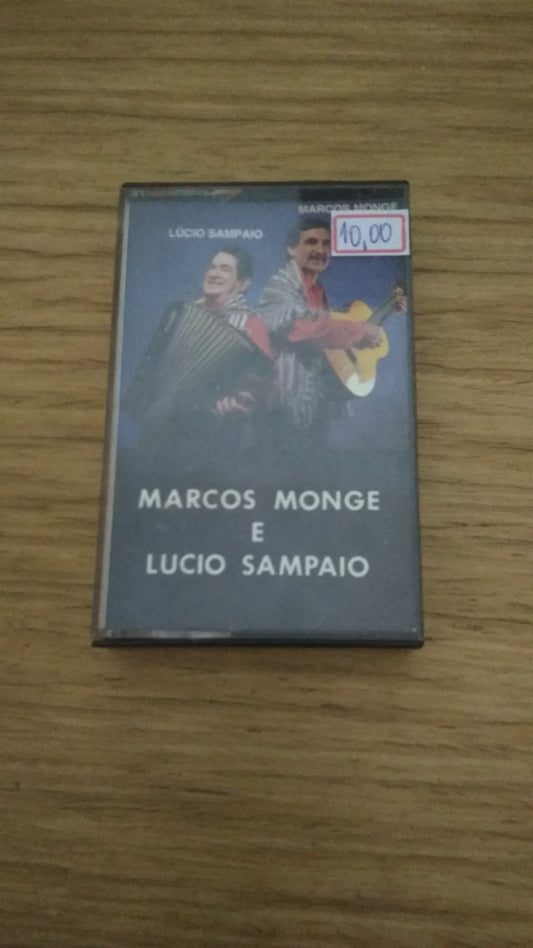 MARCOS MONGE
LÚCIO SAMPAIO
10,00
MARCOS MONGE
E
LUCIO SAMPAIO